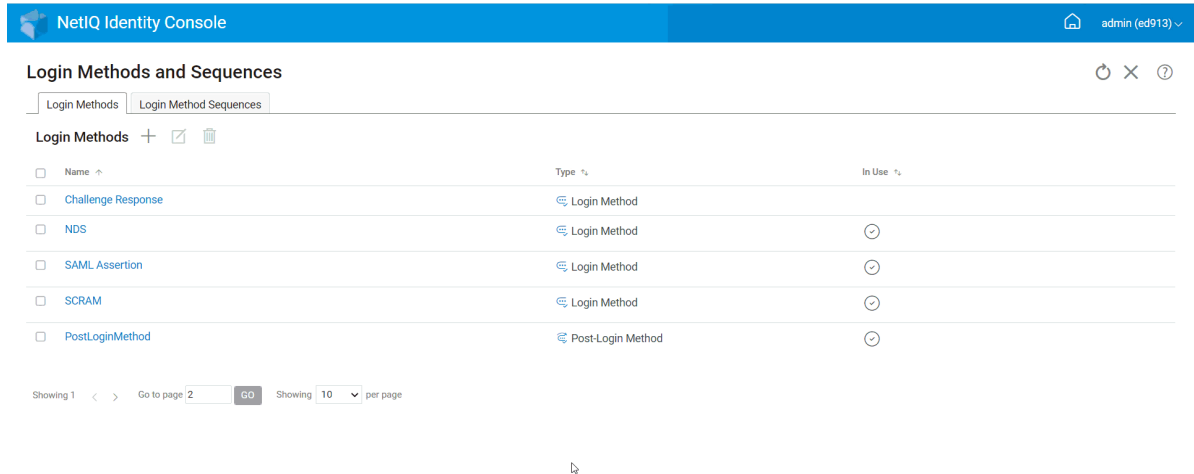 NetIQ Identity Console
admin (ed913)
Login Methods and Sequences
Login Methods
Login Method Sequences
Login Methods
Name Type In Use
Challenge Response Login Method
NDS Login Method
SAML Assertion Login Method
SCRAM Login Method
PostLoginMethod Post-Login Method
Showing 1 Go to page 2 GO Showing 10 per page